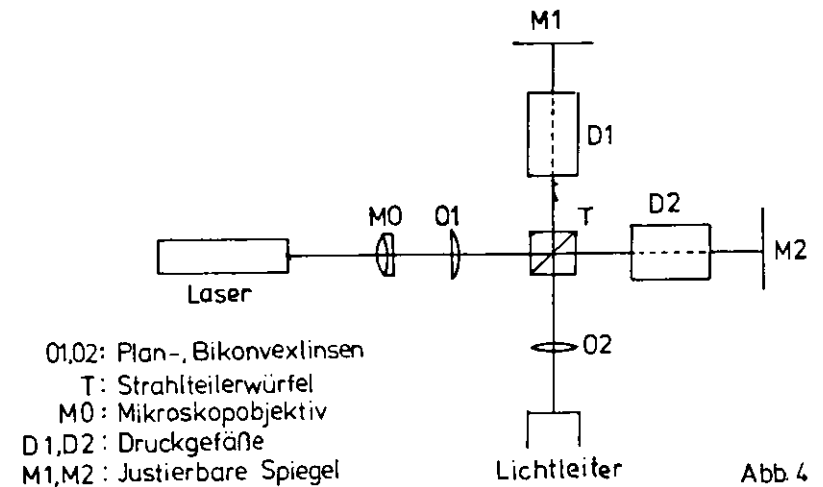 M1
D1
MO O1 T D2
M2
Laser
O2
O1,O2: Plan-, Bikonvexlinsen
T: Strahlteilerwürfel
MO: Mikroskopobjektiv
D1,D2: Druckgefäße
M1,M2: Justierbare Spiegel
Lichtleiter
Abb. 4